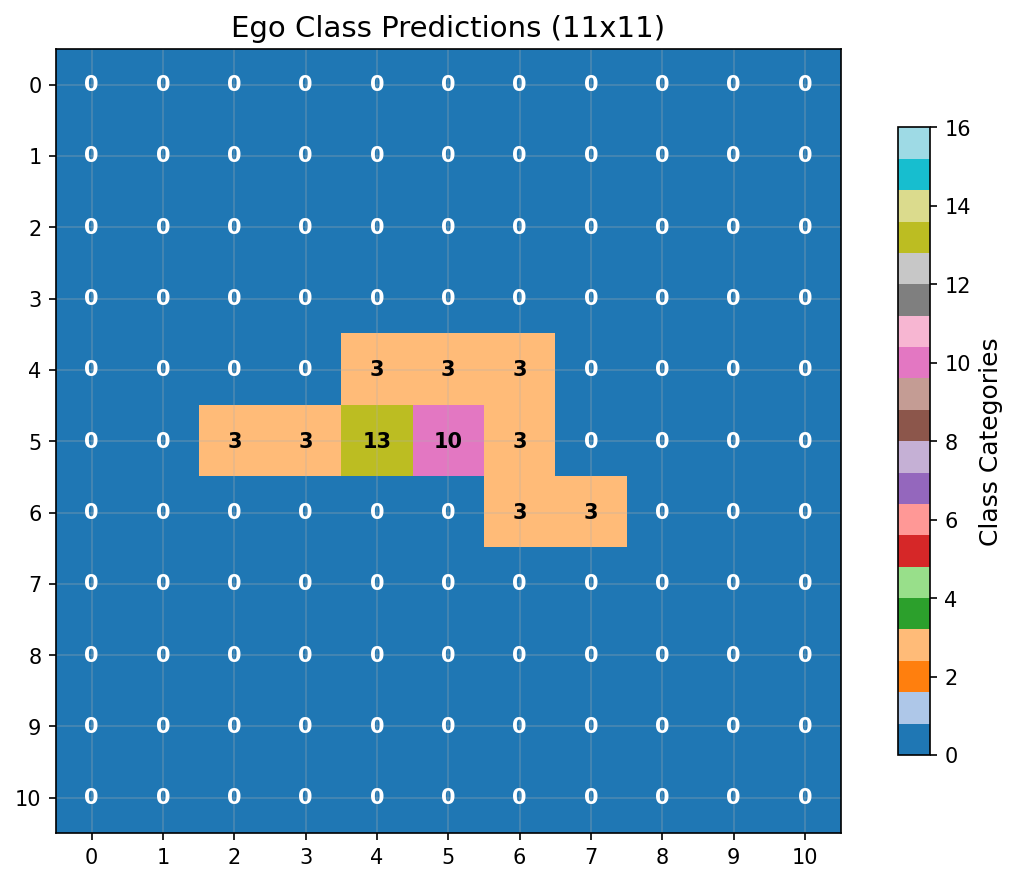 Ego Class Predictions (11x11)
0 0 0 0 0 0 0 0 0 0 0 0
1 0 0 0 0 0 0 0 0 0 0 0
2 0 0 0 0 0 0 0 0 0 0 0
3 0 0 0 0 0 0 0 0 0 0 0
4 0 0 0 0 3 3 3 0 0 0 0
5 0 0 3 3 13 10 3 0 0 0 0
6 0 0 0 0 0 0 3 3 0 0 0
7 0 0 0 0 0 0 0 0 0 0 0
8 0 0 0 0 0 0 0 0 0 0 0
9 0 0 0 0 0 0 0 0 0 0 0
10 0 0 0 0 0 0 0 0 0 0 0
0 1 2 3 4 5 6 7 8 9 10
16
14
12
10
8
6
4
2
0
Class Categories